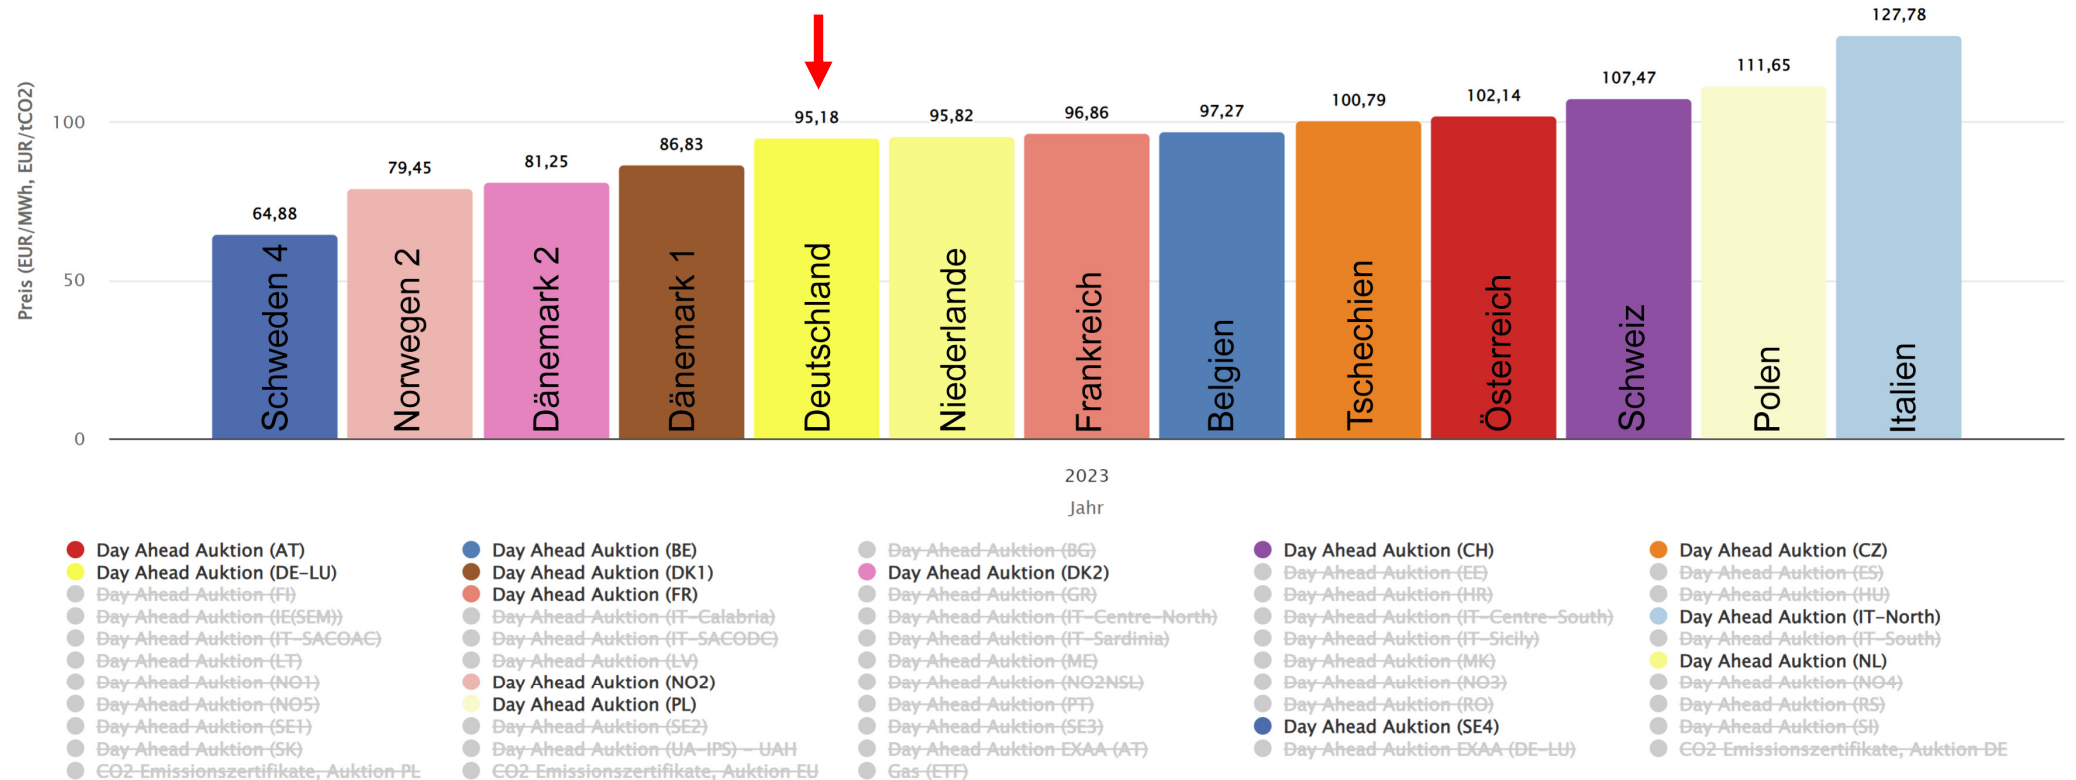 127,78
111,65
107,47
102,14
100,79
97,27
96,86
95,82
95,18
86,83
81,25
79,45
64,88
Preis (EUR/MWh, EUR/tCO2)
100
50
0
Schweden 4
Norwegen 2
Dänemark 2
Dänemark 1
Deutschland
Niederlande
Frankreich
Belgien
Tschechien
Österreich
Schweiz
Polen
Italien
2023
Jahr
Day Ahead Auktion (AT) Day Ahead Auktion (BE) Day Ahead Auktion (BG) Day Ahead Auktion (CH) Day Ahead Auktion (CZ)
Day Ahead Auktion (DE-LU) Day Ahead Auktion (DK1) Day Ahead Auktion (DK2) Day Ahead Auktion (EE) Day Ahead Auktion (ES)
Day Ahead Auktion (FI) Day Ahead Auktion (FR) Day Ahead Auktion (GR) Day Ahead Auktion (HR) Day Ahead Auktion (HU)
Day Ahead Auktion (IE(SEM)) Day Ahead Auktion (IT-Calabria) Day Ahead Auktion (IT-Centre-North) Day Ahead Auktion (IT-Centre-South) Day Ahead Auktion (IT-North)
Day Ahead Auktion (IT-SACOAC) Day Ahead Auktion (IT-SACODC) Day Ahead Auktion (IT-Sardinia) Day Ahead Auktion (IT-Sicily) Day Ahead Auktion (IT-South)
Day Ahead Auktion (LT) Day Ahead Auktion (LV) Day Ahead Auktion (ME) Day Ahead Auktion (MK) Day Ahead Auktion (NL)
Day Ahead Auktion (NO1) Day Ahead Auktion (NO2) Day Ahead Auktion (NO2NSL) Day Ahead Auktion (NO3) Day Ahead Auktion (NO4)
Day Ahead Auktion (NO5) Day Ahead Auktion (PL) Day Ahead Auktion (PT) Day Ahead Auktion (RO) Day Ahead Auktion (RS)
Day Ahead Auktion (SE1) Day Ahead Auktion (SE2) Day Ahead Auktion (SE3) Day Ahead Auktion (SE4) Day Ahead Auktion (SI)
Day Ahead Auktion (SK) Day Ahead Auktion (UA-IPS) - UAH Day Ahead Auktion EXAA (AT) Day Ahead Auktion EXAA (DE-LU) CO2 Emissionszertifikate, Auktion DE
CO2 Emissionszertifikate, Auktion PL CO2 Emissionszertifikate, Auktion EU Gas (ETF)